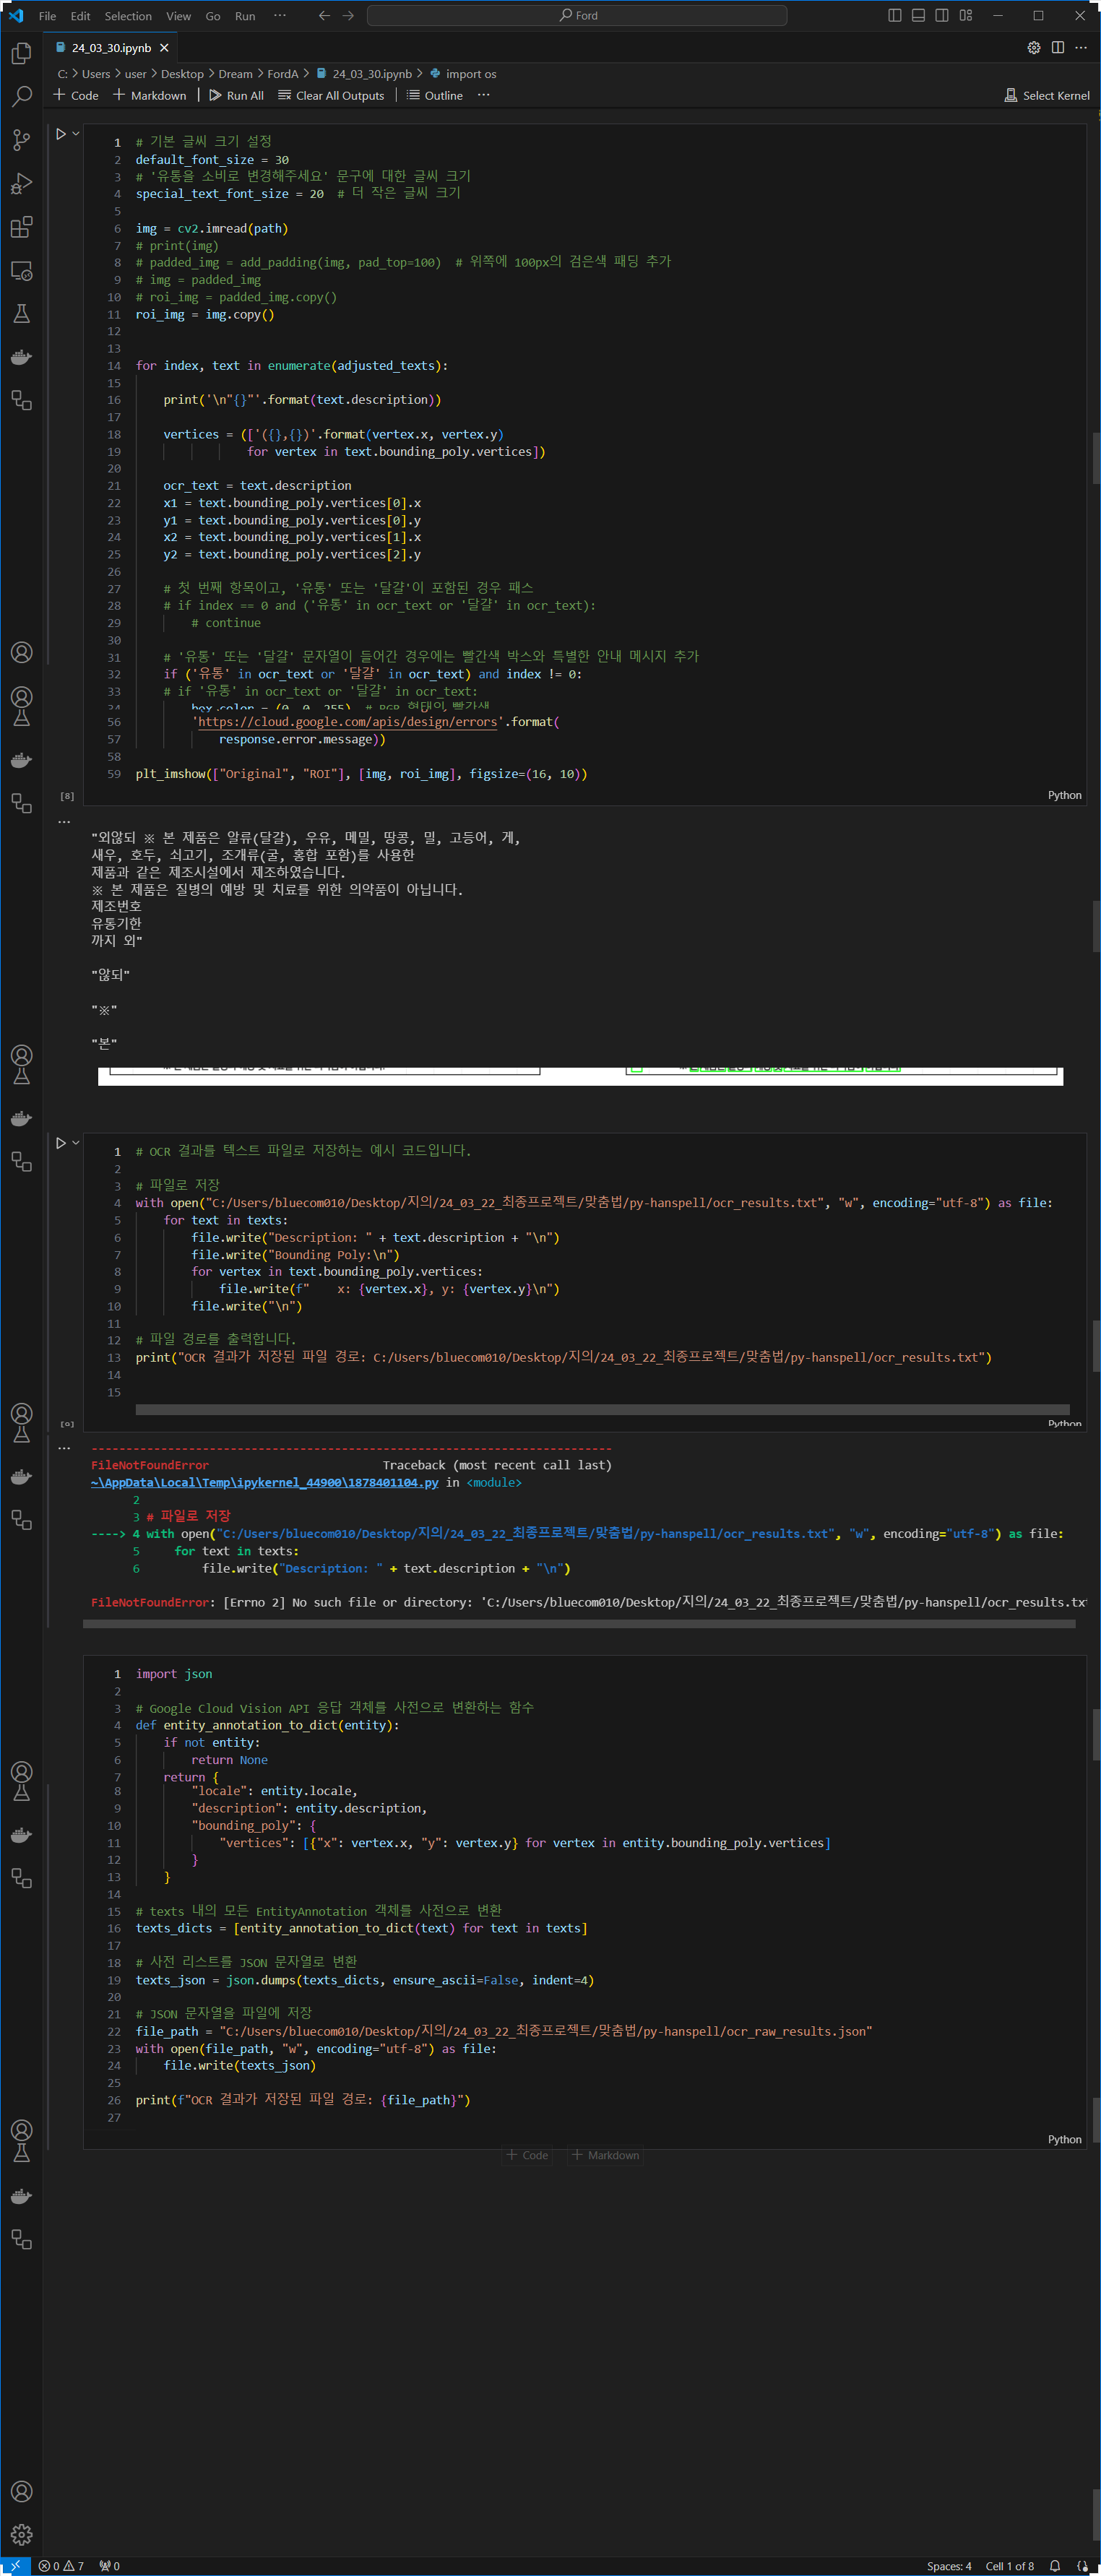 File Edit Selection View Go Run ··· Ford
24_03_30.ipynb
C: > Users > user > Desktop > Dream > FordA > 24_03_30.ipynb > import os
+ Code + Markdown | Run All Clear All Outputs | Outline ··· Select Kernel
1 # 기본 글씨 크기 설정
2 default_font_size = 30
3 # '유통을 소비로 변경해주세요' 문구에 대한 글씨 크기
4 special_text_font_size = 20 # 더 작은 글씨 크기
5
6 img = cv2.imread(path)
7 # print(img)
8 # padded_img = add_padding(img, pad_top=100) # 위쪽에 100px의 검은색 패딩 추가
9 # img = padded_img
10 # roi_img = padded_img.copy()
11 roi_img = img.copy()
12
13
14 for index, text in enumerate(adjusted_texts):
15
16 print('\n"{}"'.format(text.description))
17
18 vertices = (['({},{})'.format(vertex.x, vertex.y)
19 for vertex in text.bounding_poly.vertices])
20
21 ocr_text = text.description
22 x1 = text.bounding_poly.vertices[0].x
23 y1 = text.bounding_poly.vertices[0].y
24 x2 = text.bounding_poly.vertices[1].x
25 y2 = text.bounding_poly.vertices[2].y
26
27 # 첫 번째 항목이고, '유통' 또는 '달걀'이 포함된 경우 패스
28 # if index == 0 and ('유통' in ocr_text or '달걀' in ocr_text):
29 # continue
30
31 # '유통' 또는 '달걀' 문자열이 들어간 경우에는 빨간색 박스와 특별한 안내 메시지 추가
32 if ('유통' in ocr_text or '달걀' in ocr_text) and index != 0:
33 # if '유통' in ocr_text or '달걀' in ocr_text:
34 box_color = (0, 0, 255) # BGR 형태의 빨간색
56 'https://cloud.google.com/apis/design/errors'.format(
57 response.error.message))
58
59 plt_imshow(["Original", "ROI"], [img, roi_img], figsize=(16, 10))
[8] Python
···
"외않되 ※ 본 제품은 알류(달걀), 우유, 메밀, 땅콩, 밀, 고등어, 게,
새우, 호두, 쇠고기, 조개류(굴, 홍합 포함)를 사용한
제품과 같은 제조시설에서 제조하였습니다.
※ 본 제품은 질병의 예방 및 치료를 위한 의약품이 아닙니다.
제조번호
유통기한
까지 외"
"않되"
"※"
"본"
1 # OCR 결과를 텍스트 파일로 저장하는 예시 코드입니다.
2
3 # 파일로 저장
4 with open("C:/Users/bluecom010/Desktop/지의/24_03_22_최종프로젝트/맞춤법/py-hanspell/ocr_results.txt", "w", encoding="utf-8") as file:
5 for text in texts:
6 file.write("Description: " + text.description + "\n")
7 file.write("Bounding Poly:\n")
8 for vertex in text.bounding_poly.vertices:
9 file.write(f" x: {vertex.x}, y: {vertex.y}\n")
10 file.write("\n")
11
12 # 파일 경로를 출력합니다.
13 print("OCR 결과가 저장된 파일 경로: C:/Users/bluecom010/Desktop/지의/24_03_22_최종프로젝트/맞춤법/py-hanspell/ocr_results.txt")
14
15
Python
···
---------------------------------------------------------------------------
FileNotFoundError Traceback (most recent call last)
~\AppData\Local\Temp\ipykernel_44900\1878401104.py in <module>
2
3 # 파일로 저장
----> 4 with open("C:/Users/bluecom010/Desktop/지의/24_03_22_최종프로젝트/맞춤법/py-hanspell/ocr_results.txt", "w", encoding="utf-8") as file:
5 for text in texts:
6 file.write("Description: " + text.description + "\n")
FileNotFoundError: [Errno 2] No such file or directory: 'C:/Users/bluecom010/Desktop/지의/24_03_22_최종프로젝트/맞춤법/py-hanspell/ocr_results.tx
1 import json
2
3 # Google Cloud Vision API 응답 객체를 사전으로 변환하는 함수
4 def entity_annotation_to_dict(entity):
5 if not entity:
6 return None
7 return {
8 "locale": entity.locale,
9 "description": entity.description,
10 "bounding_poly": {
11 "vertices": [{"x": vertex.x, "y": vertex.y} for vertex in entity.bounding_poly.vertices]
12 }
13 }
14
15 # texts 내의 모든 EntityAnnotation 객체를 사전으로 변환
16 texts_dicts = [entity_annotation_to_dict(text) for text in texts]
17
18 # 사전 리스트를 JSON 문자열로 변환
19 texts_json = json.dumps(texts_dicts, ensure_ascii=False, indent=4)
20
21 # JSON 문자열을 파일에 저장
22 file_path = "C:/Users/bluecom010/Desktop/지의/24_03_22_최종프로젝트/맞춤법/py-hanspell/ocr_raw_results.json"
23 with open(file_path, "w", encoding="utf-8") as file:
24 file.write(texts_json)
25
26 print(f"OCR 결과가 저장된 파일 경로: {file_path}")
27
Python
+ Code + Markdown
0 7 0 Spaces: 4 Cell 1 of 8